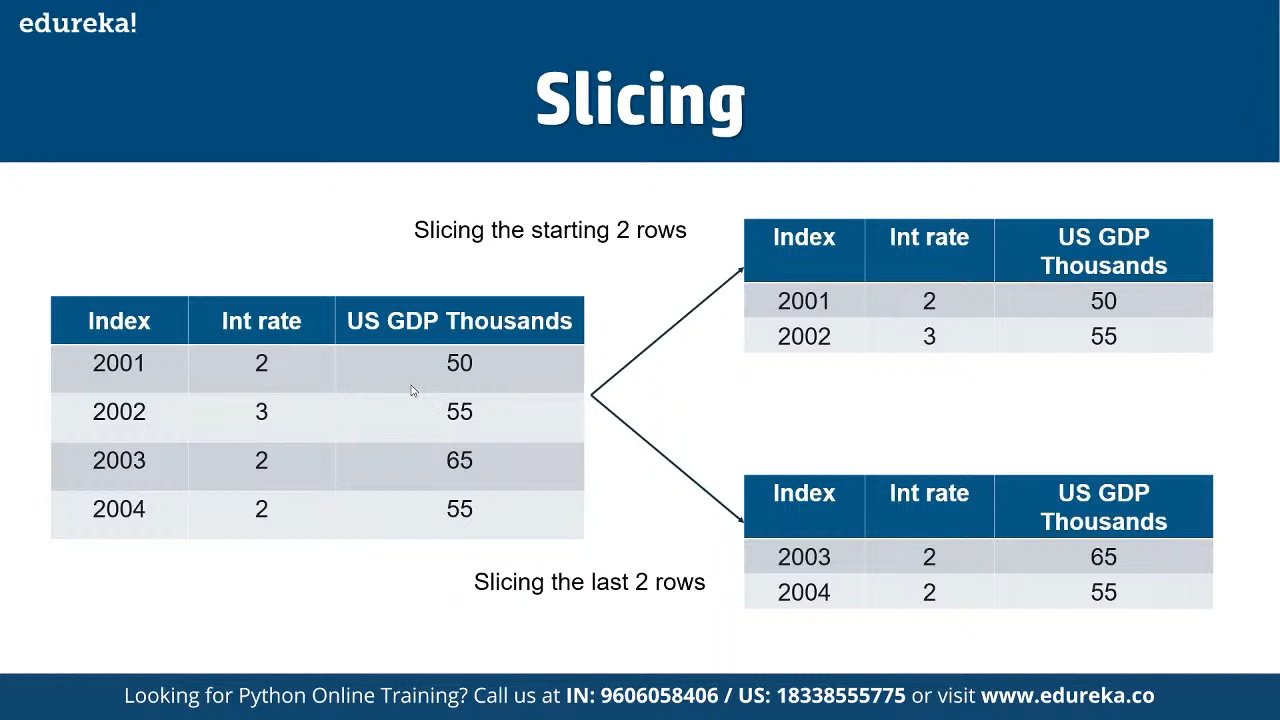 edureka!
Slicing
Slicing the starting 2 rows
Index Int rate US GDP Thousands
2001 2 50
2002 3 55
2003 2 65
2004 2 55
Index Int rate US GDP
Thousands
2001 2 50
2002 3 55
Slicing the last 2 rows
Index Int rate US GDP
Thousands
2003 2 65
2004 2 55
Looking for Python Online Training? Call us at IN: 9606058406 / US: 18338555775 or visit www.edureka.co